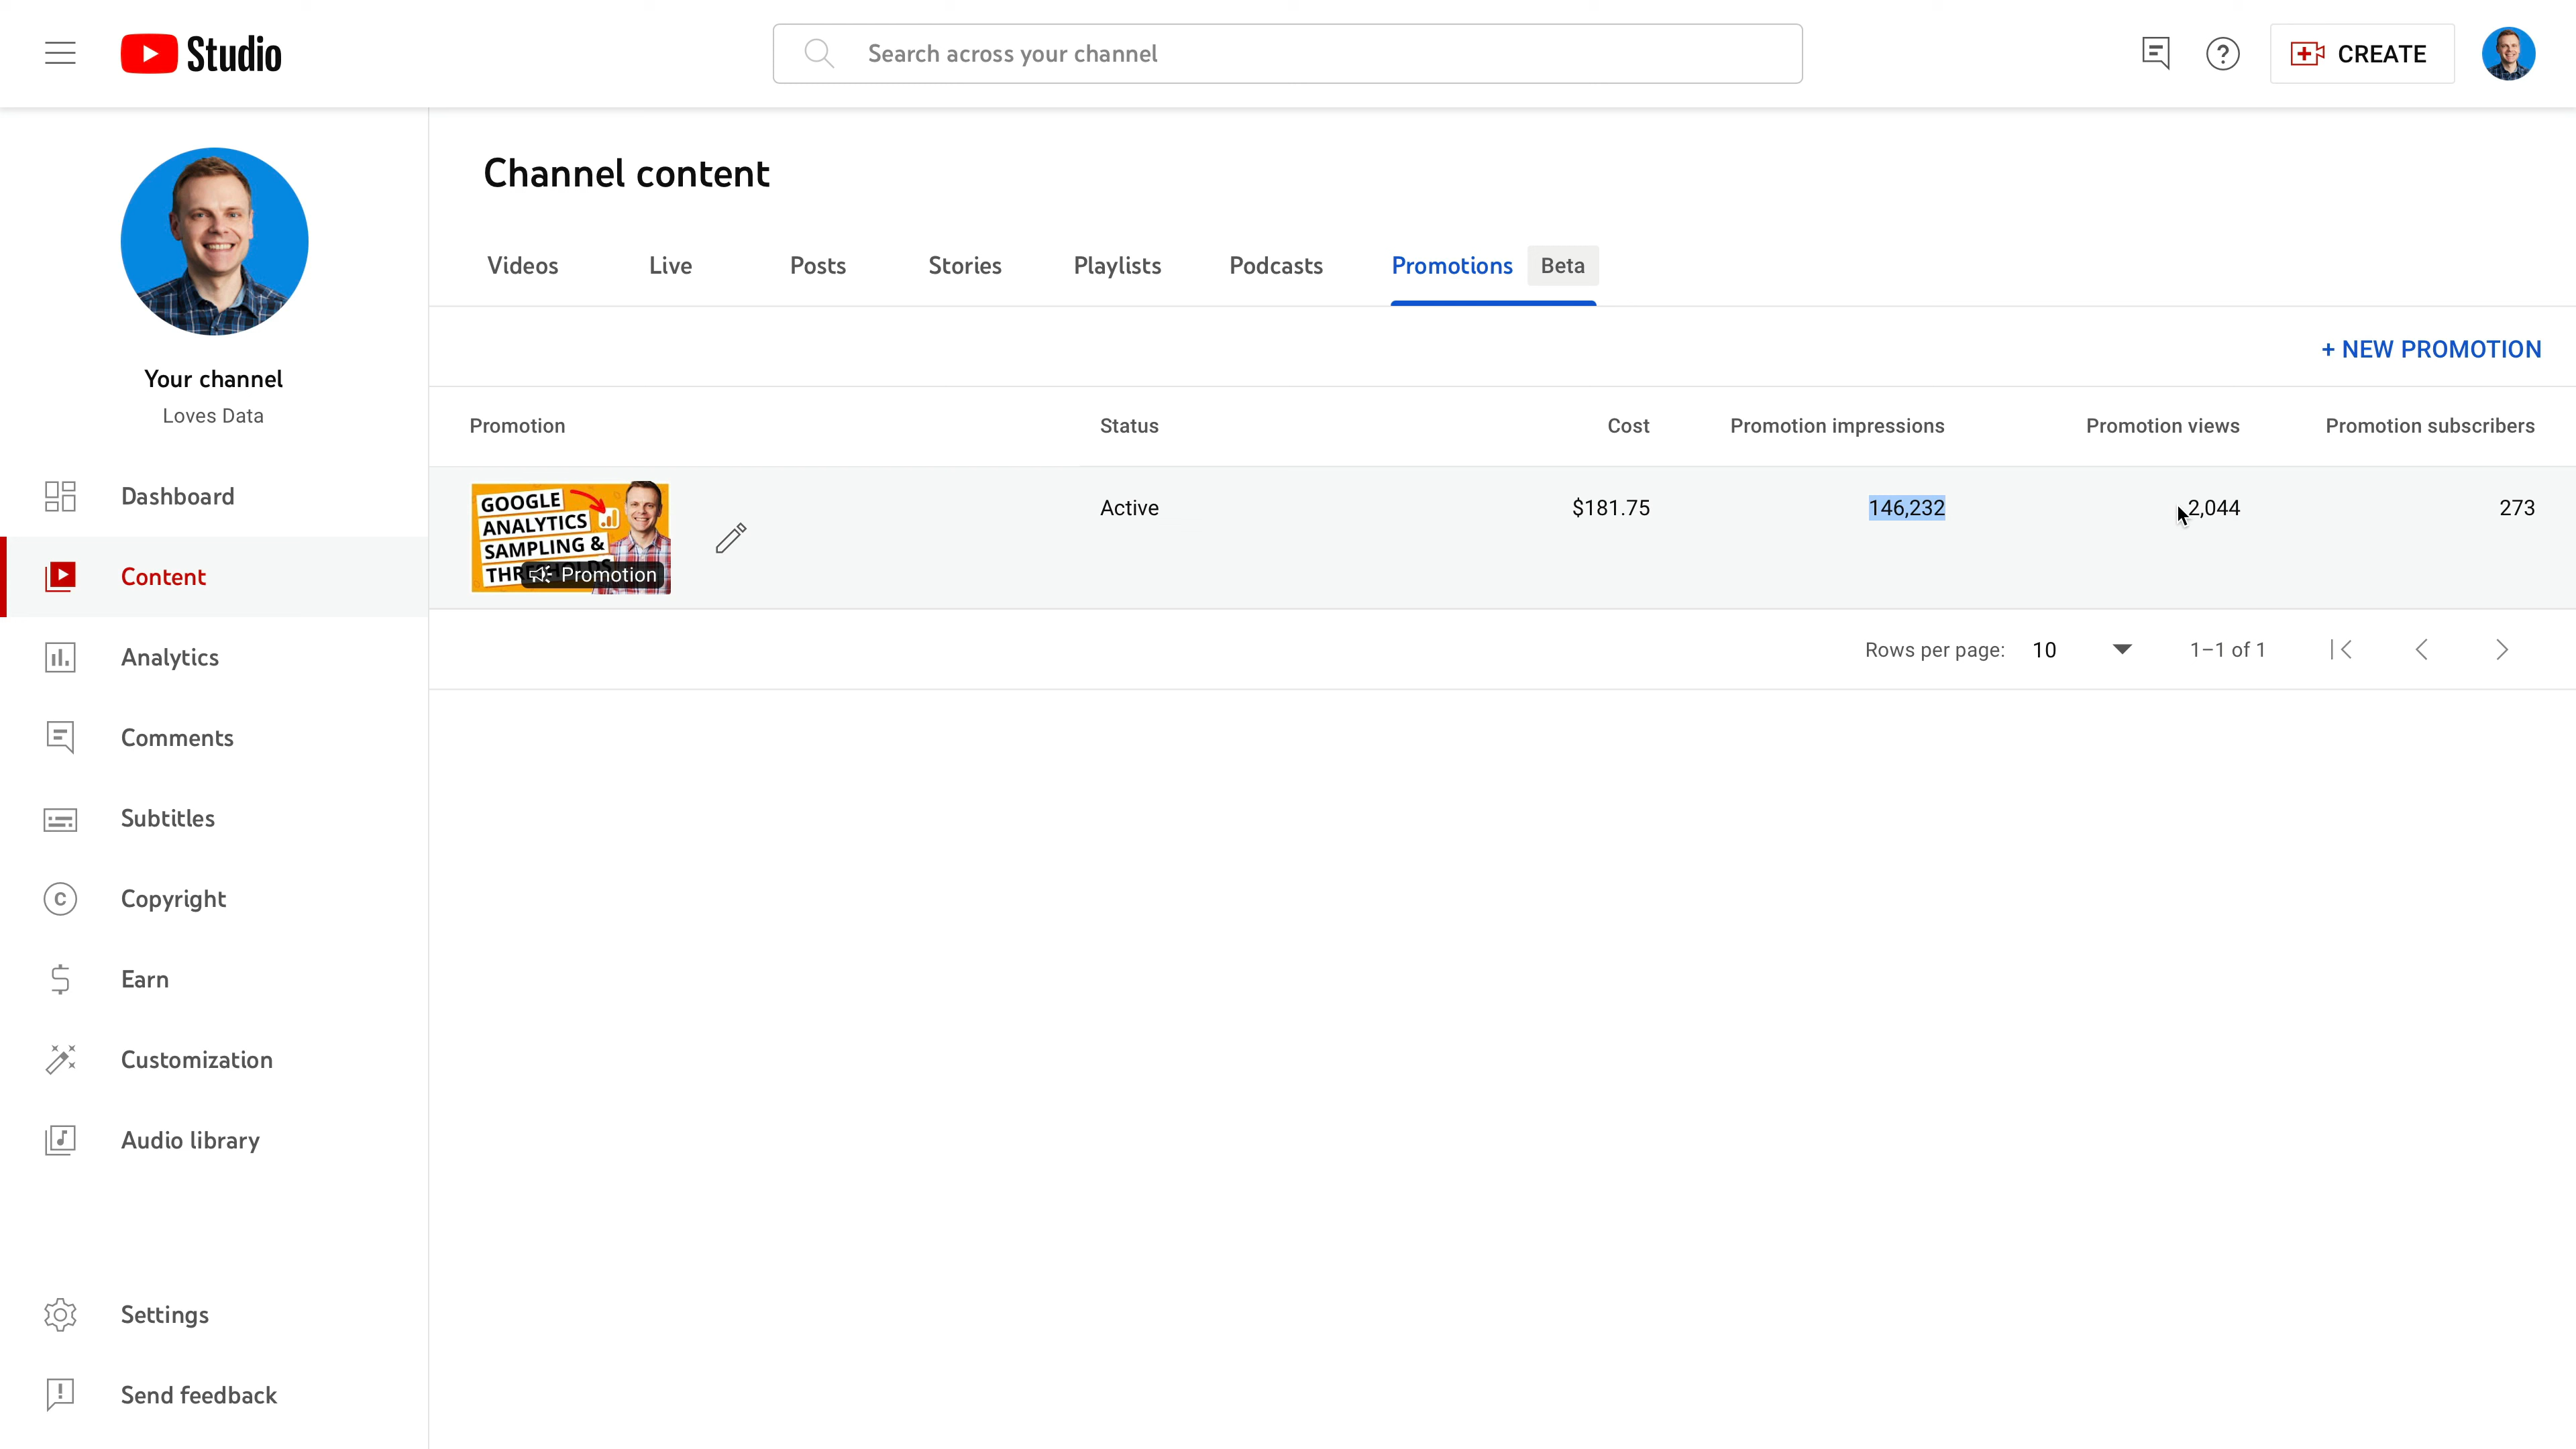 Studio
Search across your channel
CREATE
Your channel
Loves Data
Dashboard
Content
Analytics
Comments
Subtitles
Copyright
Earn
Customization
Audio library
Settings
Send feedback
Channel content
Videos Live Posts Stories Playlists Podcasts Promotions Beta
+ NEW PROMOTION
Promotion Status Cost Promotion impressions Promotion views Promotion subscribers
GOOGLE
ANALYTICS
SAMPLING &
THRESHOLDS
Promotion
Active $181.75 146,232 2,044 273
Rows per page: 10 1–1 of 1